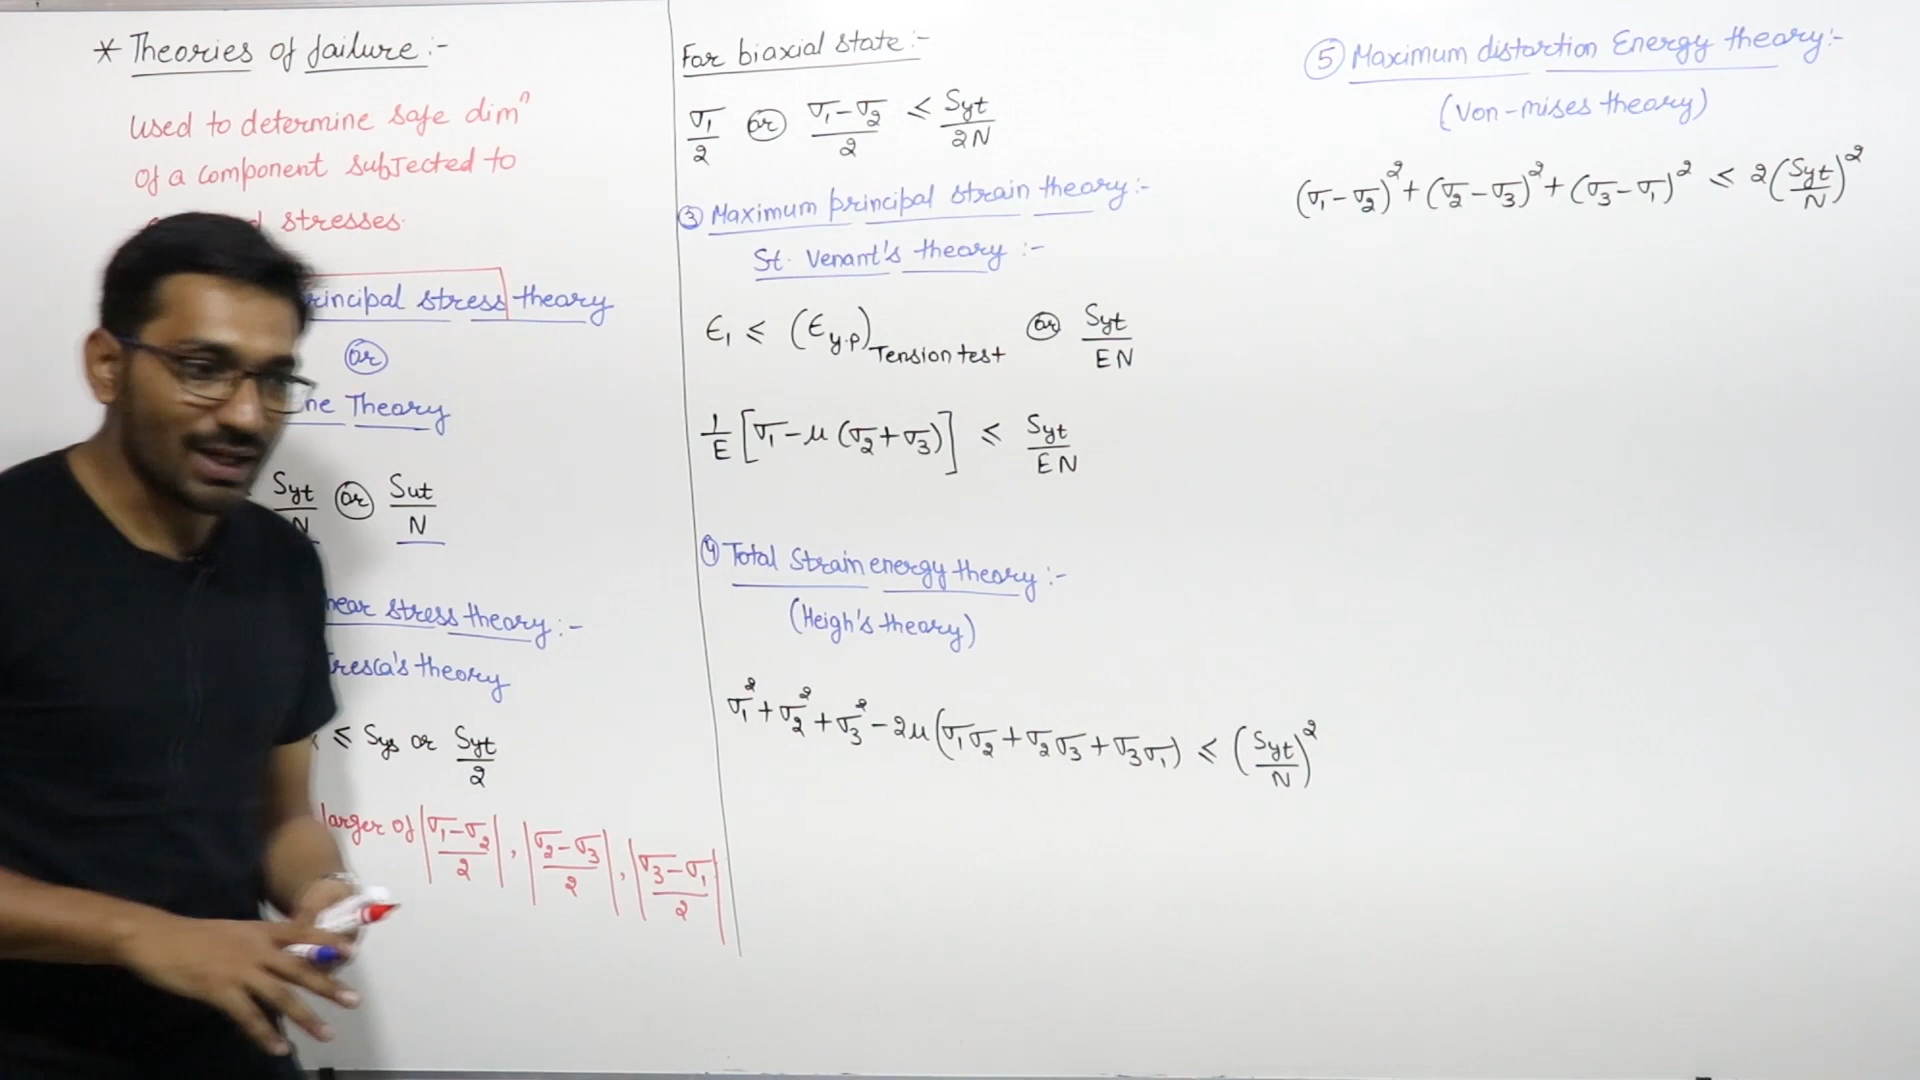 * Theories of failure :-
used to determine safe dimⁿ
of a component subjected to
stresses.
principal stress theory
(or)
Theory
Syt/N (or) Sut/N
shear stress theory :-
Tresca's theory
≤ Sys or Syt/2
larger of |σ1-σ2/2|, |σ2-σ3/2|, |σ3-σ1/2|
For biaxial state :-
σ1/2 (or) σ1-σ2/2 ≤ Syt/2N
③ Maximum principal strain theory :-
St. Venant's theory :-
ϵ1 ≤ (ϵy.p)Tension test (or) Syt/EN
1/E [σ1-μ(σ2+σ3)] ≤ Syt/EN
④ Total Strain energy theory :-
(Heigh's theory)
σ1²+σ2²+σ3²-2μ(σ1σ2+σ2σ3+σ3σ1) ≤ (Syt/N)²
⑤ Maximum distortion Energy theory :-
(Von-mises theory)
(σ1-σ2)²+(σ2-σ3)²+(σ3-σ1)² ≤ 2(Syt/N)²